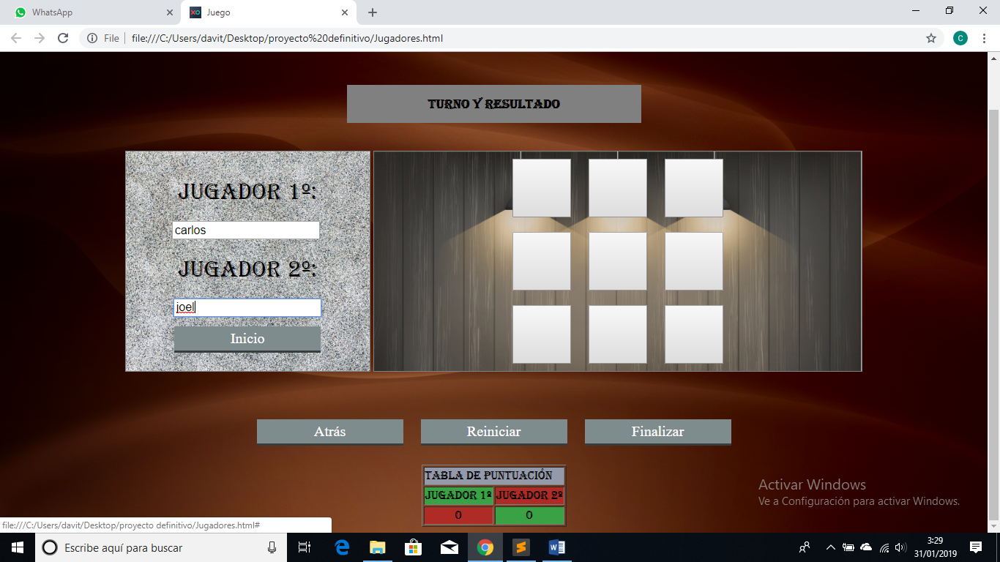 WhatsApp
Juego
File
file:///C:/Users/davit/Desktop/proyecto%20definitivo/Jugadores.html
C
TURNO Y RESULTADO
JUGADOR 1º:
carlos
JUGADOR 2º:
joel
Inicio
Atrás
Reiniciar
Finalizar
TABLA DE PUNTUACIÓN
JUGADOR 1º JUGADOR 2º
0 0
Activar Windows
Ve a Configuración para activar Windows.
file:///C:/Users/davit/Desktop/proyecto definitivo/Jugadores.html#
Escribe aquí para buscar
3:29
31/01/2019